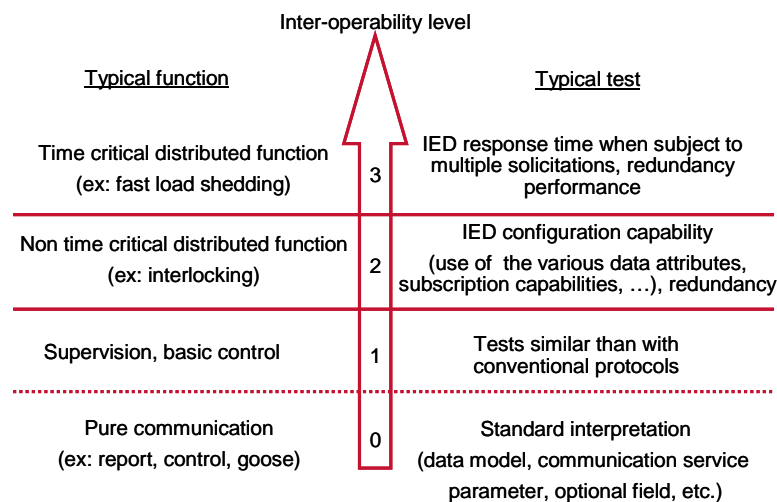 Inter-operability level
Typical function
Typical test
Time critical distributed function
(ex: fast load shedding)
3
IED response time when subject to
multiple solicitations, redundancy
performance
Non time critical distributed function
(ex: interlocking)
2
IED configuration capability
(use of the various data attributes,
subscription capabilities, …), redundancy
Supervision, basic control
1
Tests similar than with
conventional protocols
Pure communication
(ex: report, control, goose)
0
Standard interpretation
(data model, communication service
parameter, optional field, etc.)